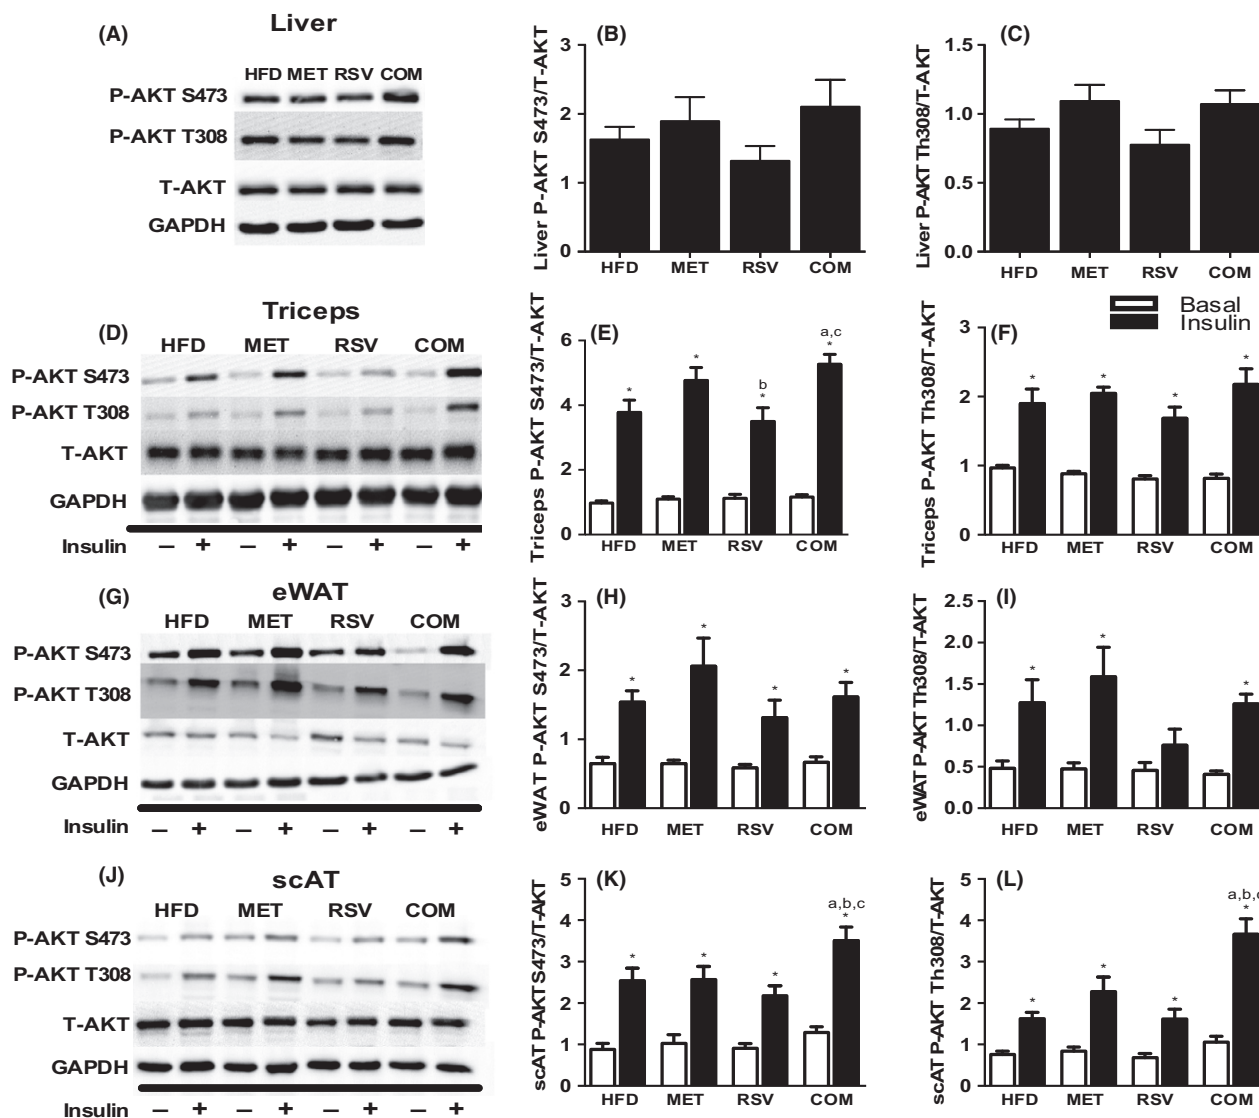 Liver
(A)
HFD MET RSV COM
P-AKT S473
P-AKT T308
T-AKT
GAPDH
(B)
Liver P-AKT S473/T-AKT
3
2
1
0
HFD MET RSV COM
(C)
Liver P-AKT Th308/T-AKT
1.5
1.0
0.5
0.0
HFD MET RSV COM
Triceps
(D)
HFD MET RSV COM
P-AKT S473
P-AKT T308
T-AKT
GAPDH
Insulin – + – + – + – +
(E)
Triceps P-AKT S473/T-AKT
6
4
2
0
* * b * a,c *
HFD MET RSV COM
Basal
Insulin
(F)
Triceps P-AKT Th308/T-AKT
3
2
1
0
* * * *
HFD MET RSV COM
eWAT
(G)
HFD MET RSV COM
P-AKT S473
P-AKT T308
T-AKT
GAPDH
Insulin – + – + – + – +
(H)
eWAT P-AKT S473/T-AKT
3
2
1
0
* * * *
HFD MET RSV COM
(I)
eWAT P-AKT Th308/T-AKT
2.5
2.0
1.5
1.0
0.5
0.0
* * *
HFD MET RSV COM
scAT
(J)
HFD MET RSV COM
P-AKT S473
P-AKT T308
T-AKT
GAPDH
Insulin – + – + – + – +
(K)
scAT P-AKT S473/T-AKT
5
4
3
2
1
0
* * * a,b,c *
HFD MET RSV COM
(L)
scAT P-AKT Th308/T-AKT
5
4
3
2
1
0
* * * a,b,c *
HFD MET RSV COM